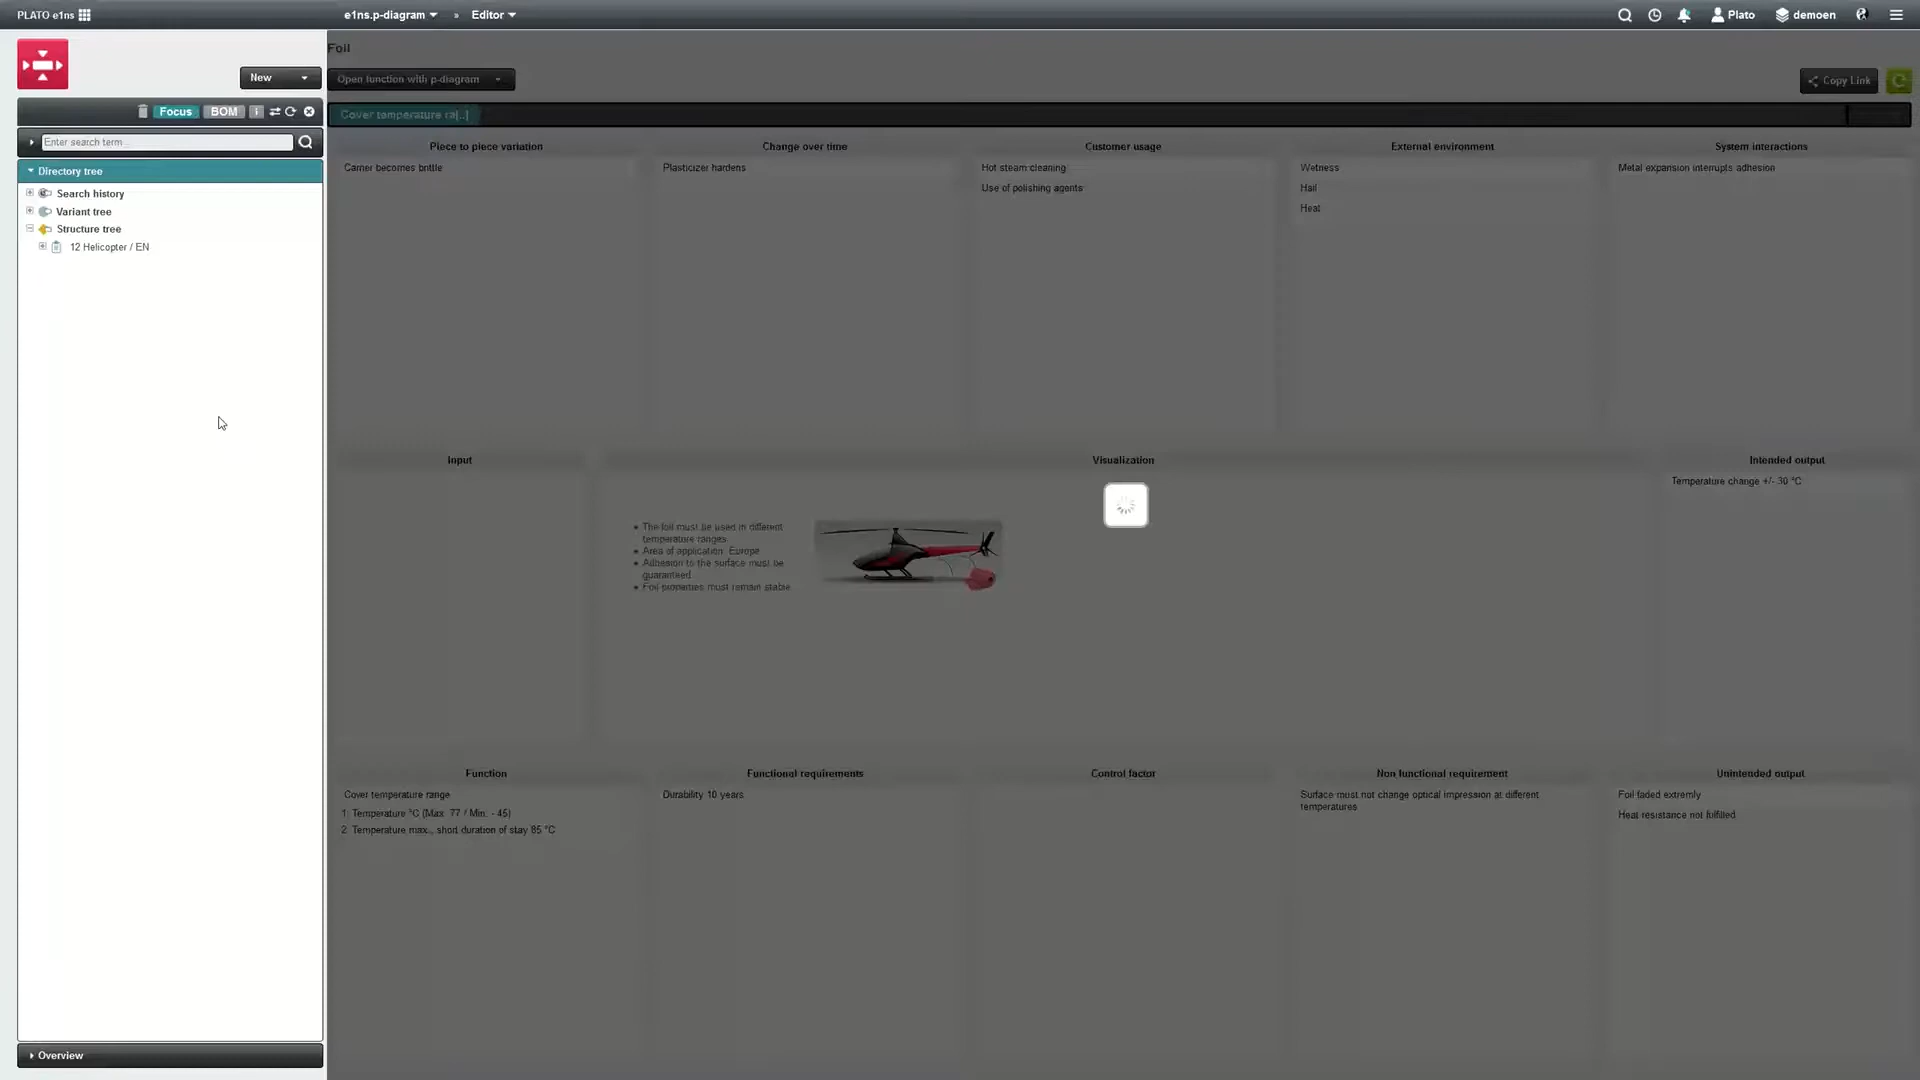 PLATO e1ns
e1ns.p-diagram
»
Editor
Plato
demoen
Foil
New
Open function with p-diagram
Copy Link
Focus
BOM
i
Cover temperature ra[..]
Enter search term...
Directory tree
Search history
Variant tree
Structure tree
12 Helicopter / EN
Piece to piece variation
Carrier becomes brittle
Change over time
Plasticizer hardens
Customer usage
Hot steam cleaning
Use of polishing agents
External environment
Wetness
Hail
Heat
System interactions
Metal expansion interrupts adhesion
Input
Visualization
The foil must be used in different
temperature ranges
Area of application: Europe
Adhesion to the surface must be
guaranteed
Foil properties must remain stable
Intended output
Temperature change +/- 30 °C
Function
Cover temperature range
1. Temperature °C (Max. 77 / Min. - 45)
2. Temperature max., short duration of stay 85 °C
Functional requirements
Durability 10 years
Control factor
Non functional requirement
Surface must not change optical impression at different
temperatures
Unintended output
Foil faded extremly
Heat resistance not fulfilled
Overview